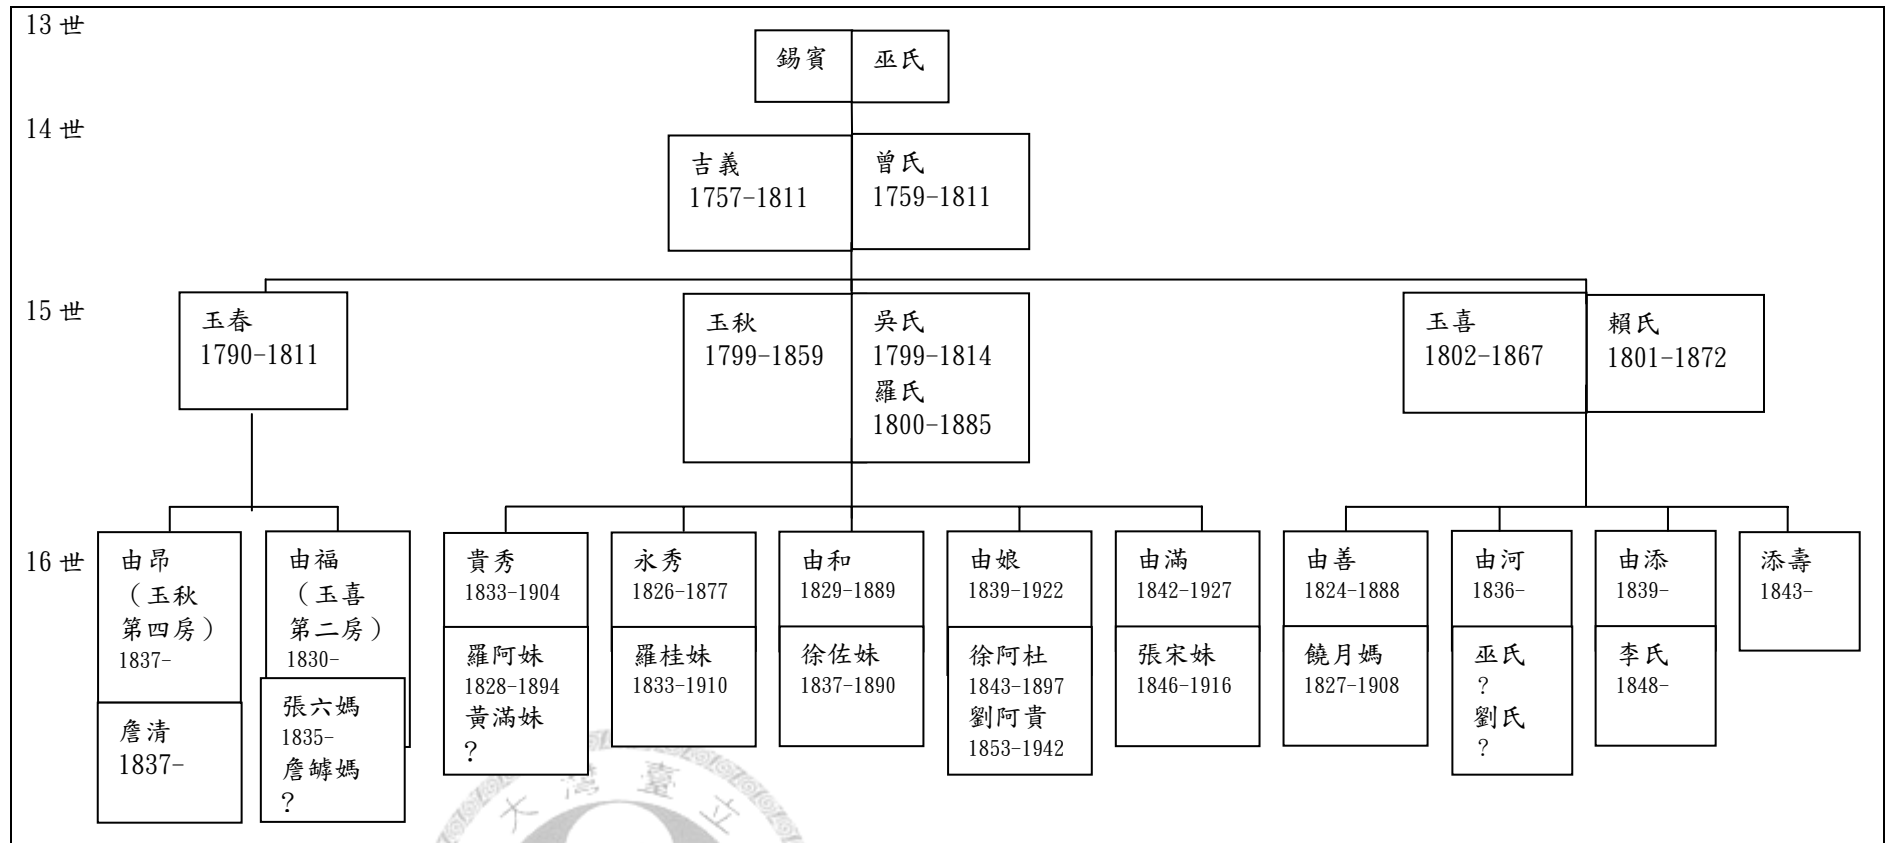 13 世
錫賓
巫氏
14 世
吉義
1757-1811
曾氏
1759-1811
15 世
玉春
1790-1811
玉秋
1799-1859
吳氏
1799-1814
羅氏
1800-1885
玉喜
1802-1867
賴氏
1801-1872
16 世
由昂
（玉秋
第四房）
1837-
詹清
1837-
由福
（玉喜
第二房）
1830-
張六媽
1835-
詹罅媽
?
貴秀
1833-1904
羅阿妹
1828-1894
黃滿妹
?
永秀
1826-1877
羅桂妹
1833-1910
由和
1829-1889
徐佐妹
1837-1890
由娘
1839-1922
徐阿杜
1843-1897
劉阿貴
1853-1942
由滿
1842-1927
張宋妹
1846-1916
由善
1824-1888
饒月媽
1827-1908
由河
1836-
巫氏
?
劉氏
?
由添
1839-
李氏
1848-
添壽
1843-
大灣臺立